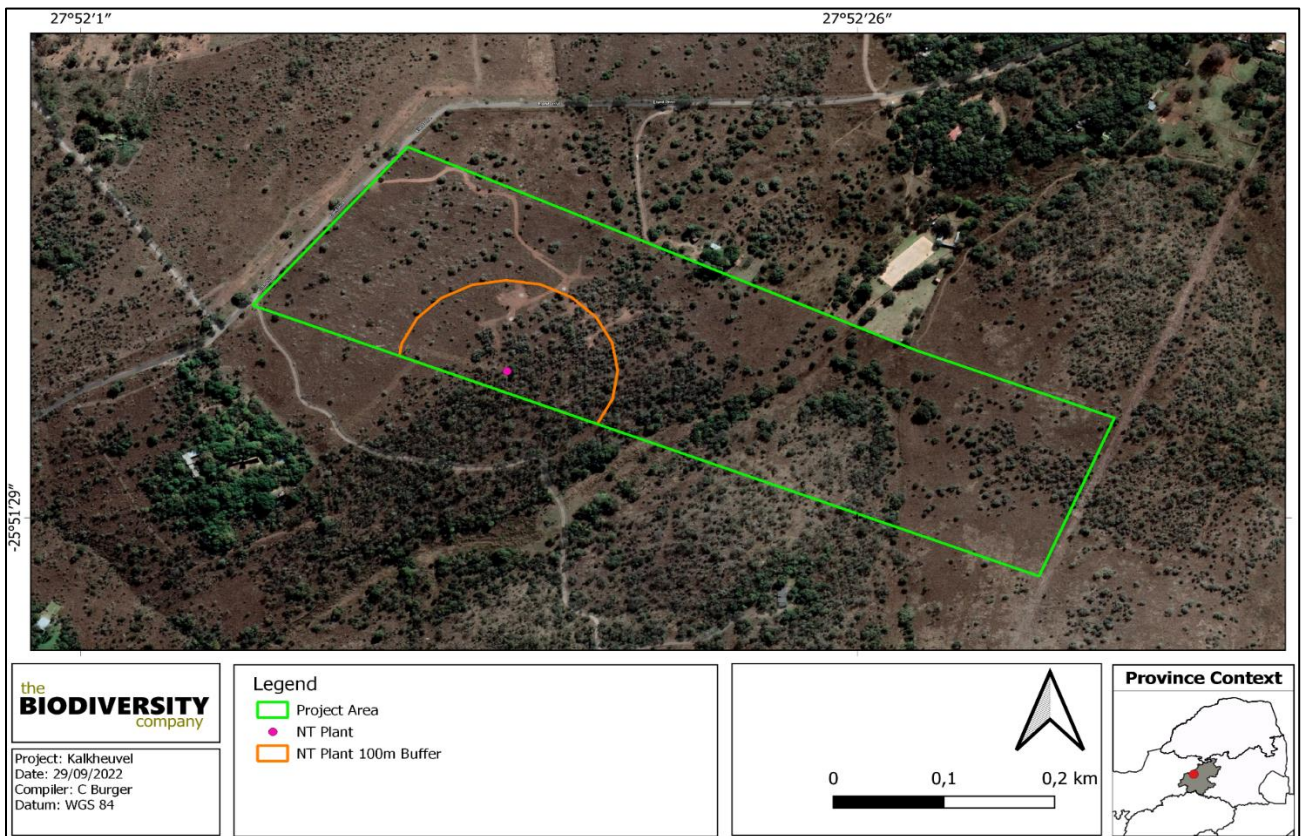 27°52′1″
27°52′26″
-25°51′29″
the
BIODIVERSITY
company
Project: Kalkheuvel
Date: 29/09/2022
Compiler: C Burger
Datum: WGS 84
Legend
Project Area
NT Plant
NT Plant 100m Buffer
0 0,1 0,2 km
Province Context